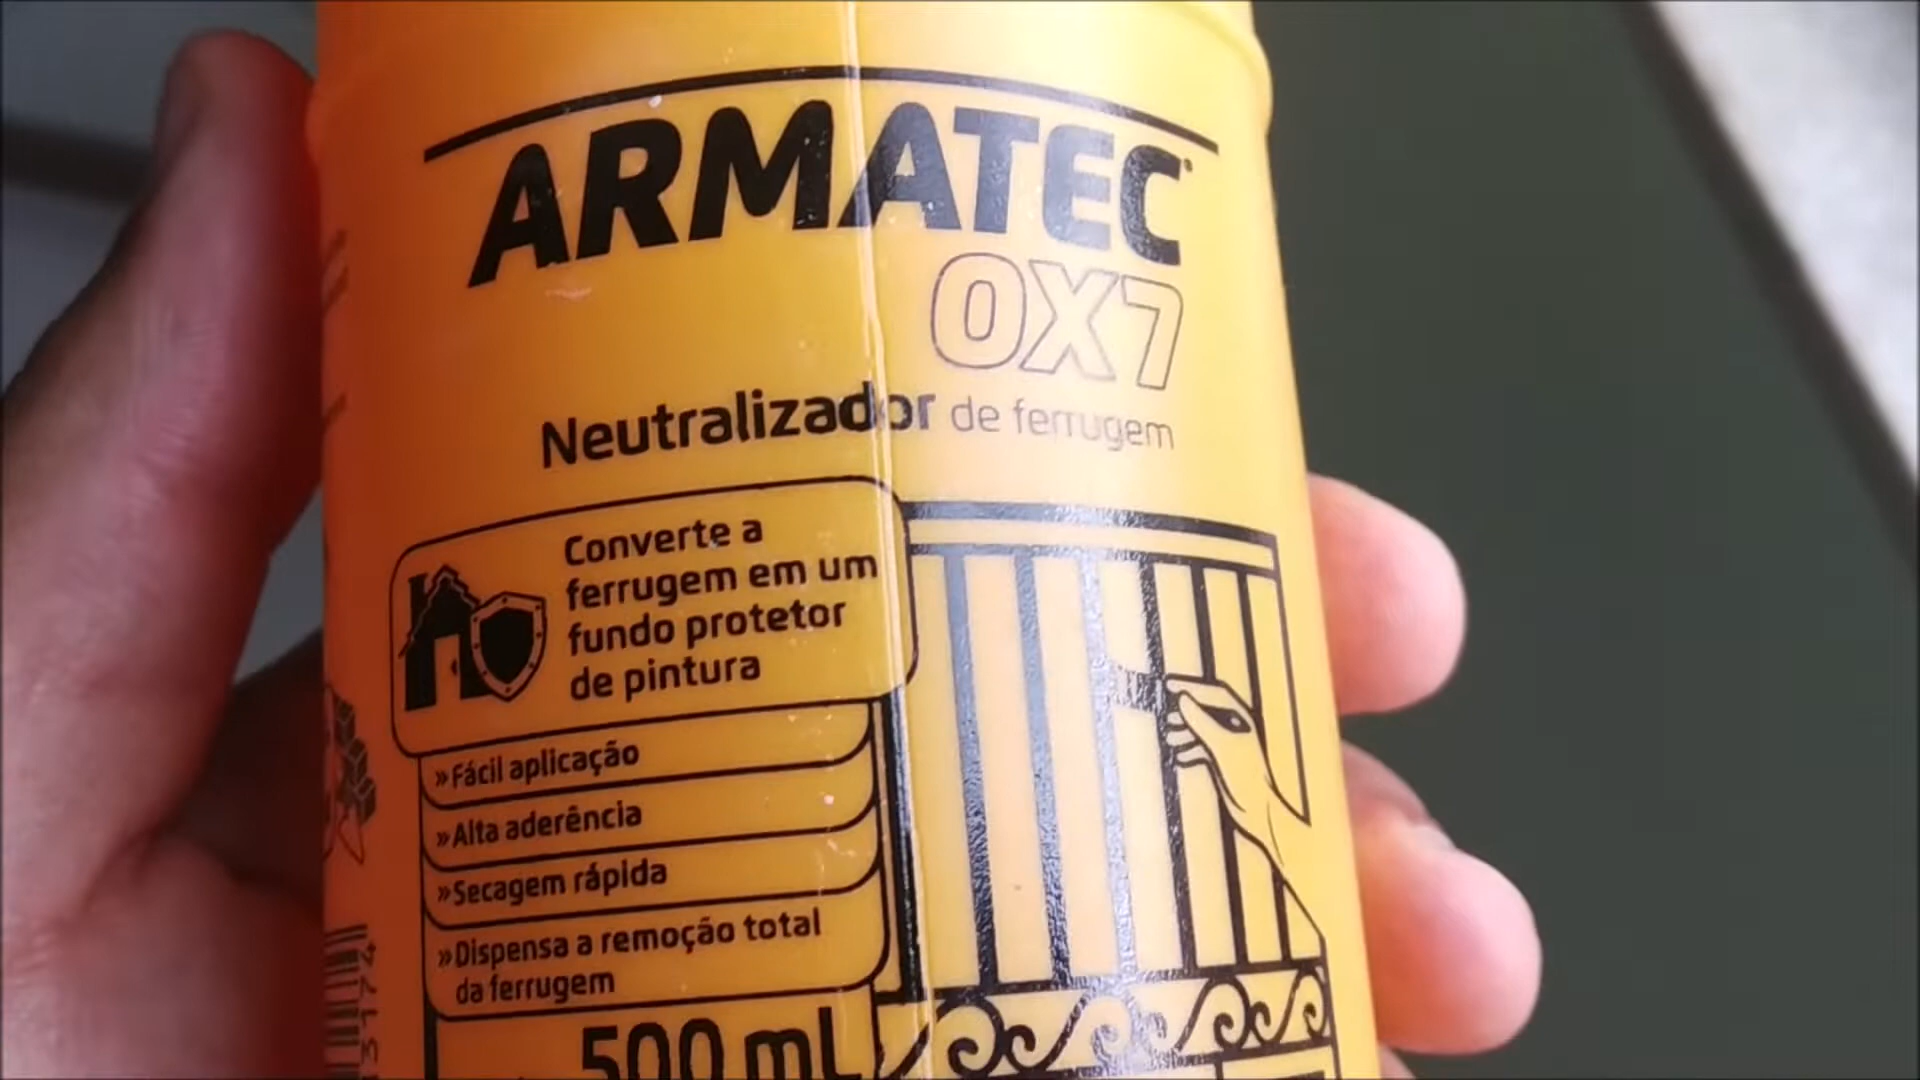 ARMATEC
OX7
Neutralizador de ferrugem
Converte a
ferrugem em um
fundo protetor
de pintura
»Fácil aplicação
»Alta aderência
»Secagem rápida
»Dispensa a remoção total
da ferrugem
500 mL